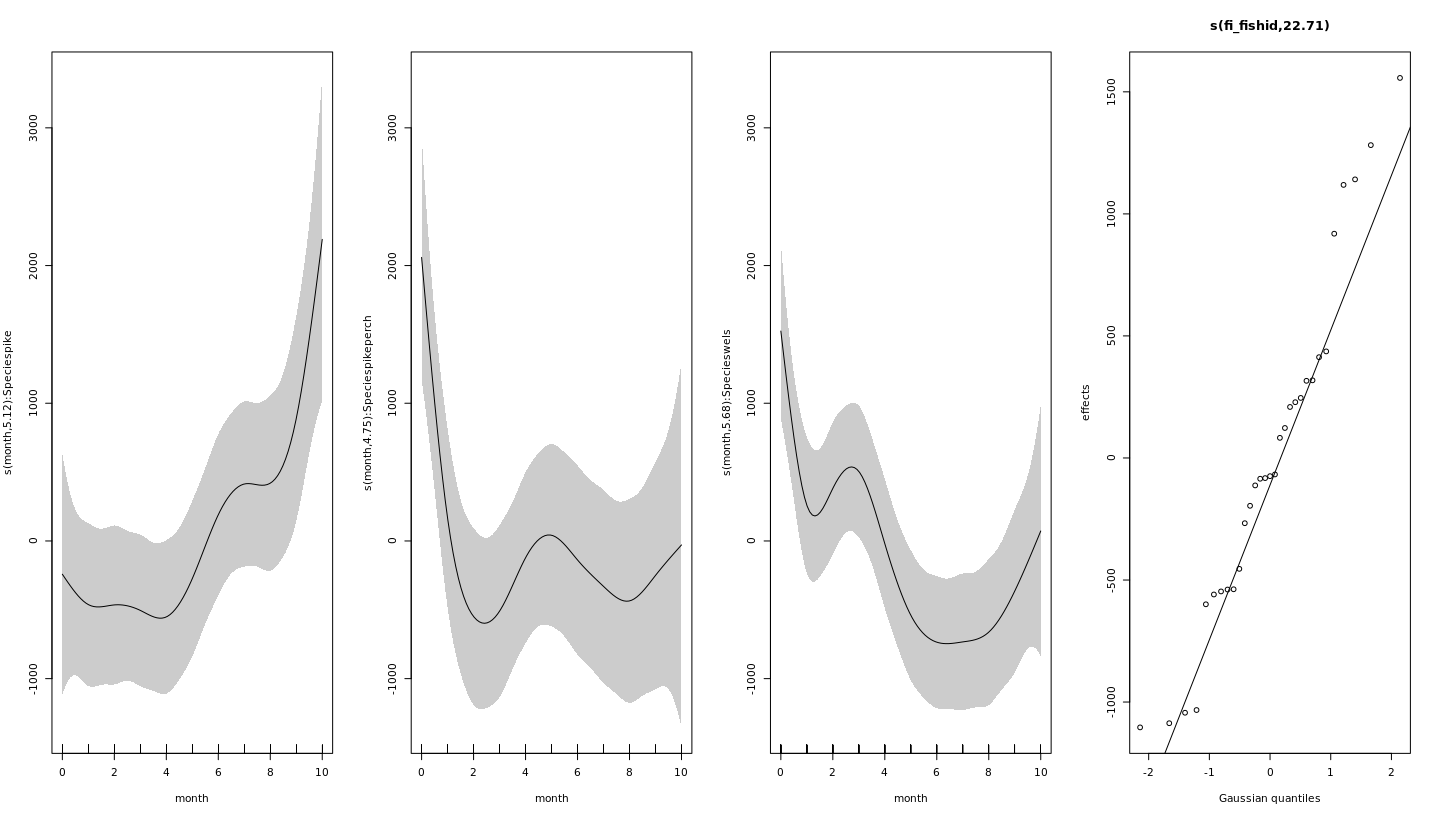 s(month,5.12):Speciespike
3000
2000
1000
0
-1000
0 2 4 6 8 10
month
s(month,4.75):Speciespikeperch
3000
2000
1000
0
-1000
0 2 4 6 8 10
month
s(month,5.68):Specieswels
3000
2000
1000
0
-1000
0 2 4 6 8 10
month
s(fi_fishid,22.71)
effects
1500
1000
500
0
-500
-1000
-2 -1 0 1 2
Gaussian quantiles